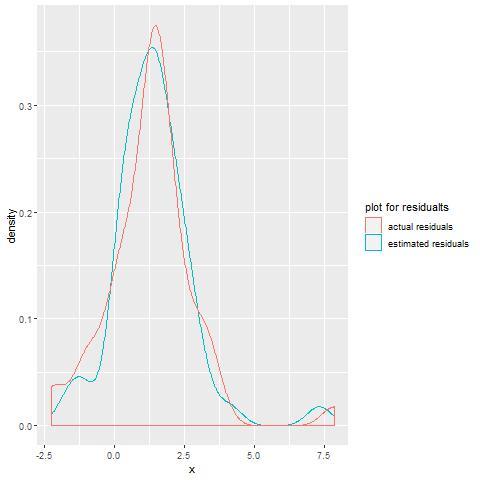 0.3
0.2
0.1
0.0
density
-2.5
0.0
2.5
5.0
7.5
x
plot for residualts
actual residuals
estimated residuals